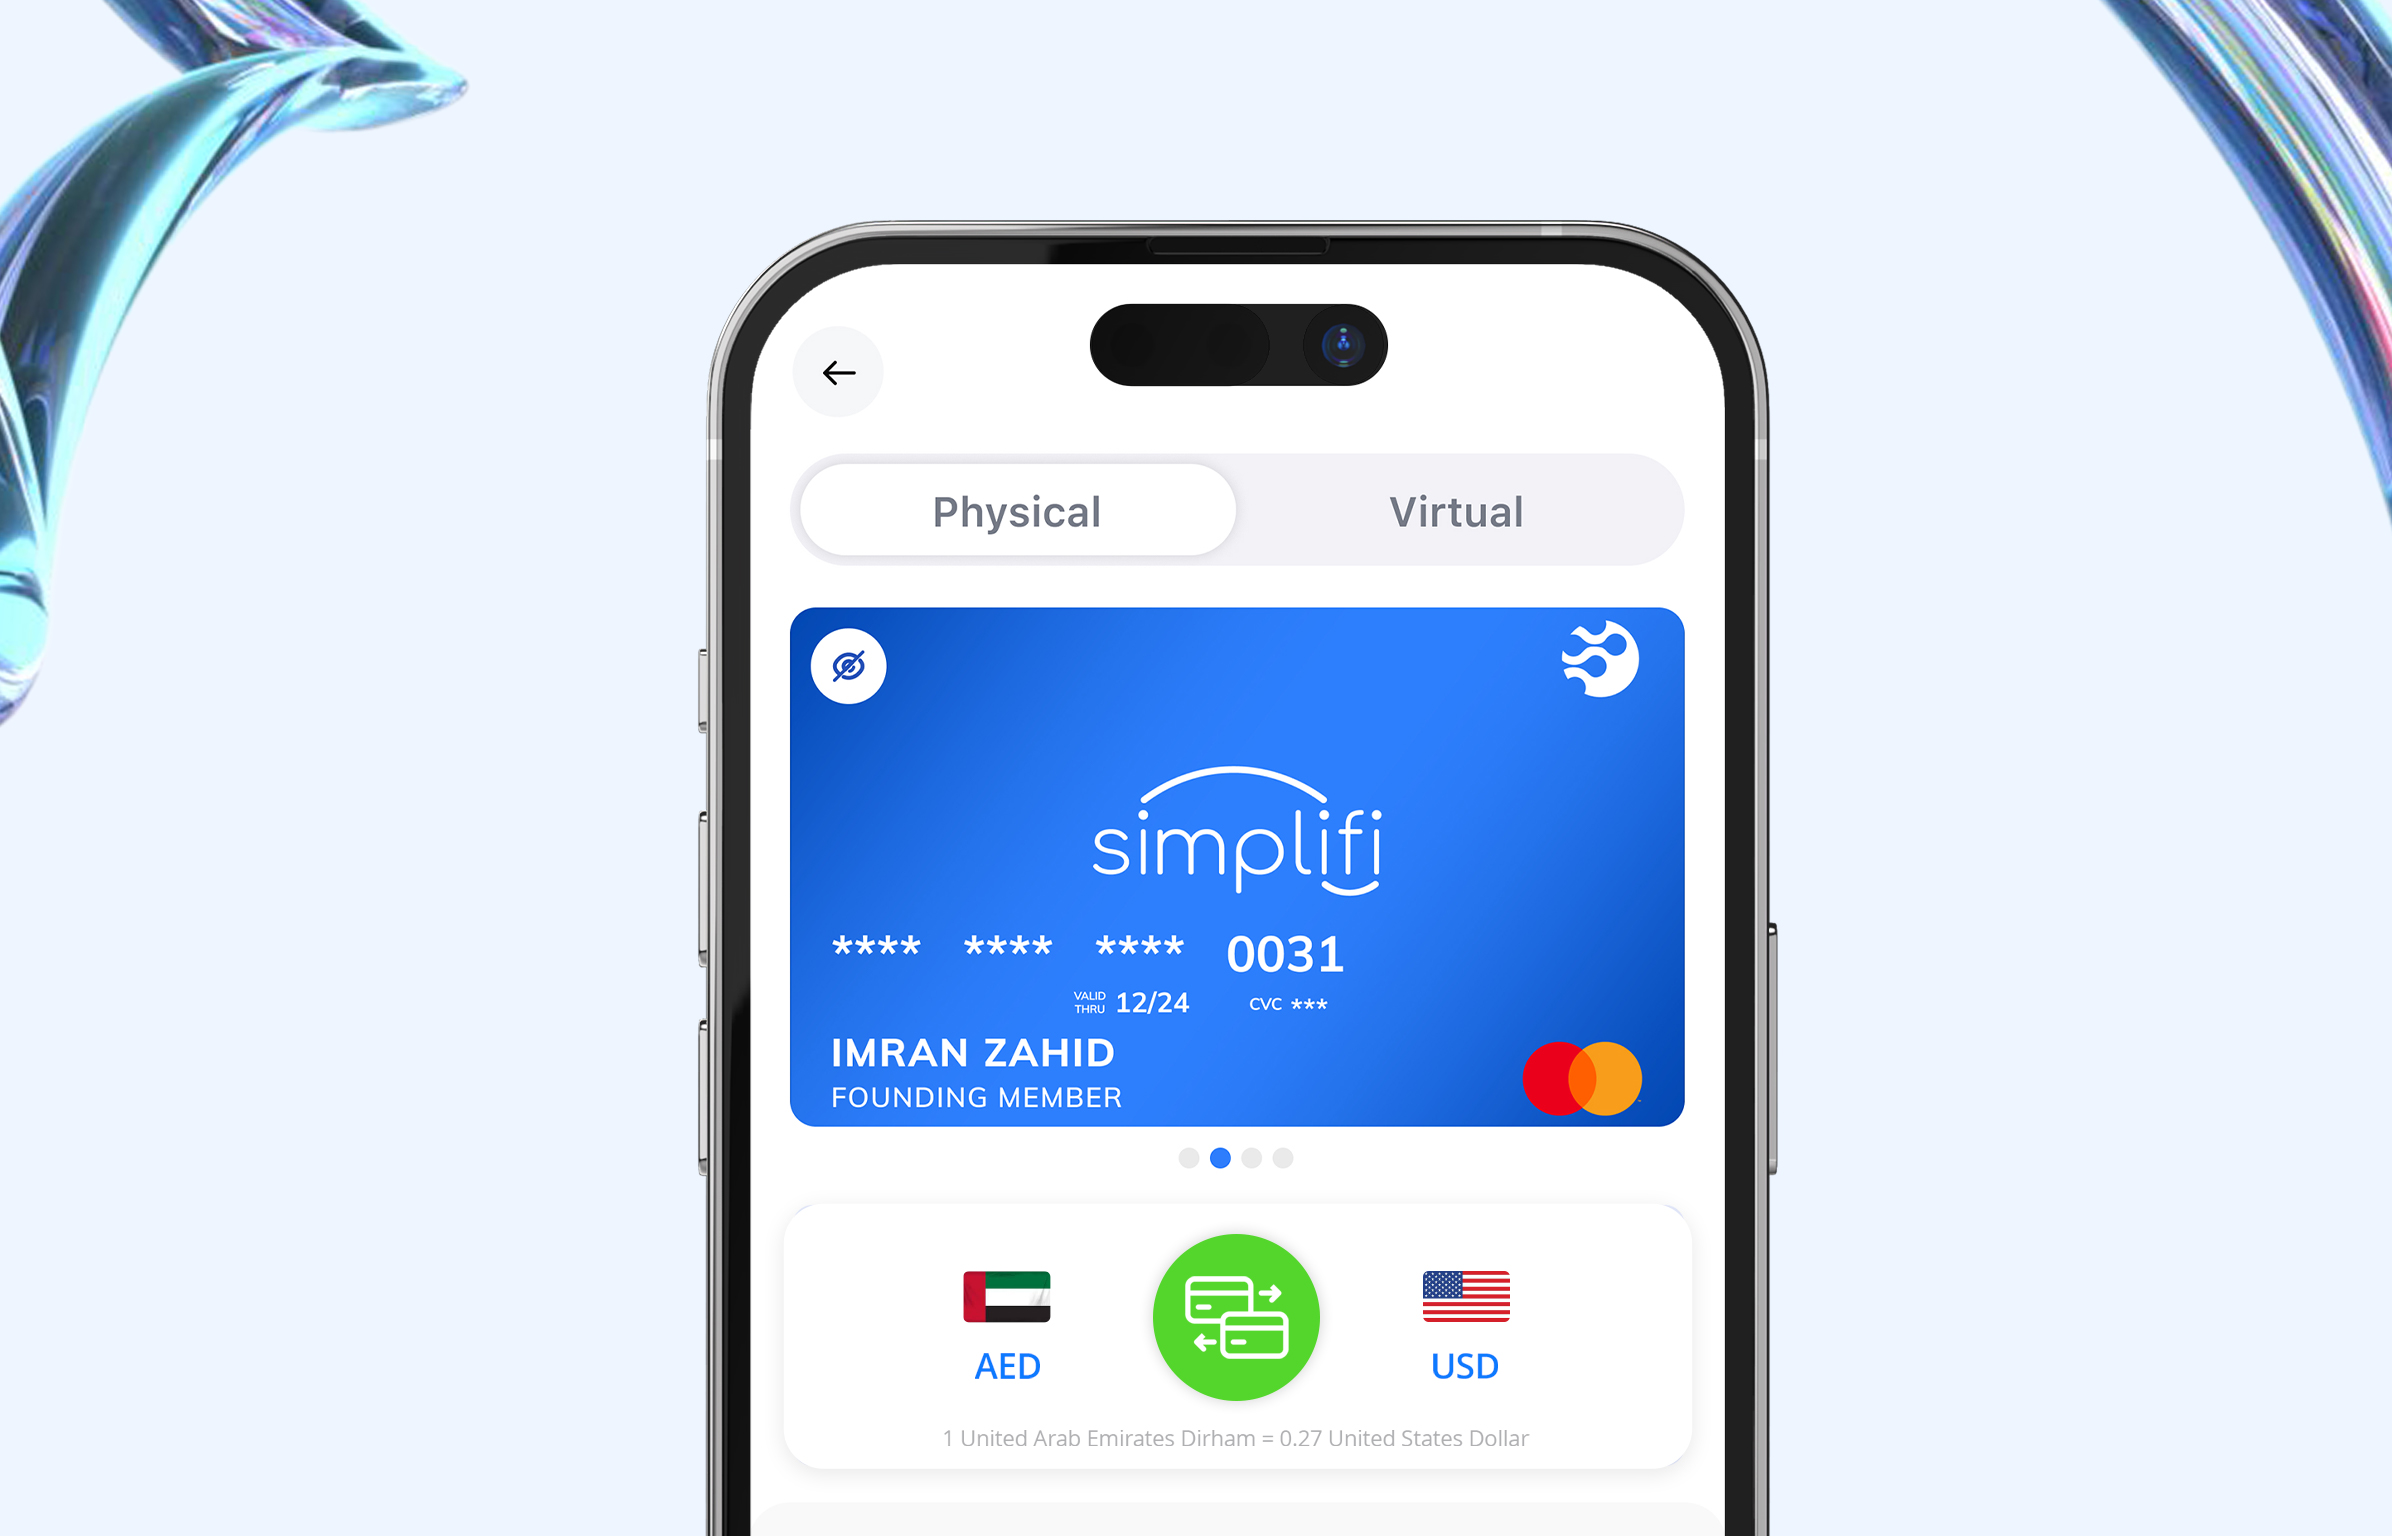 Physical
Virtual
simplifi
**** **** **** 0031
VALID THRU 12/24 CVC ***
IMRAN ZAHID
FOUNDING MEMBER
AED
USD
1 United Arab Emirates Dirham = 0.27 United States Dollar